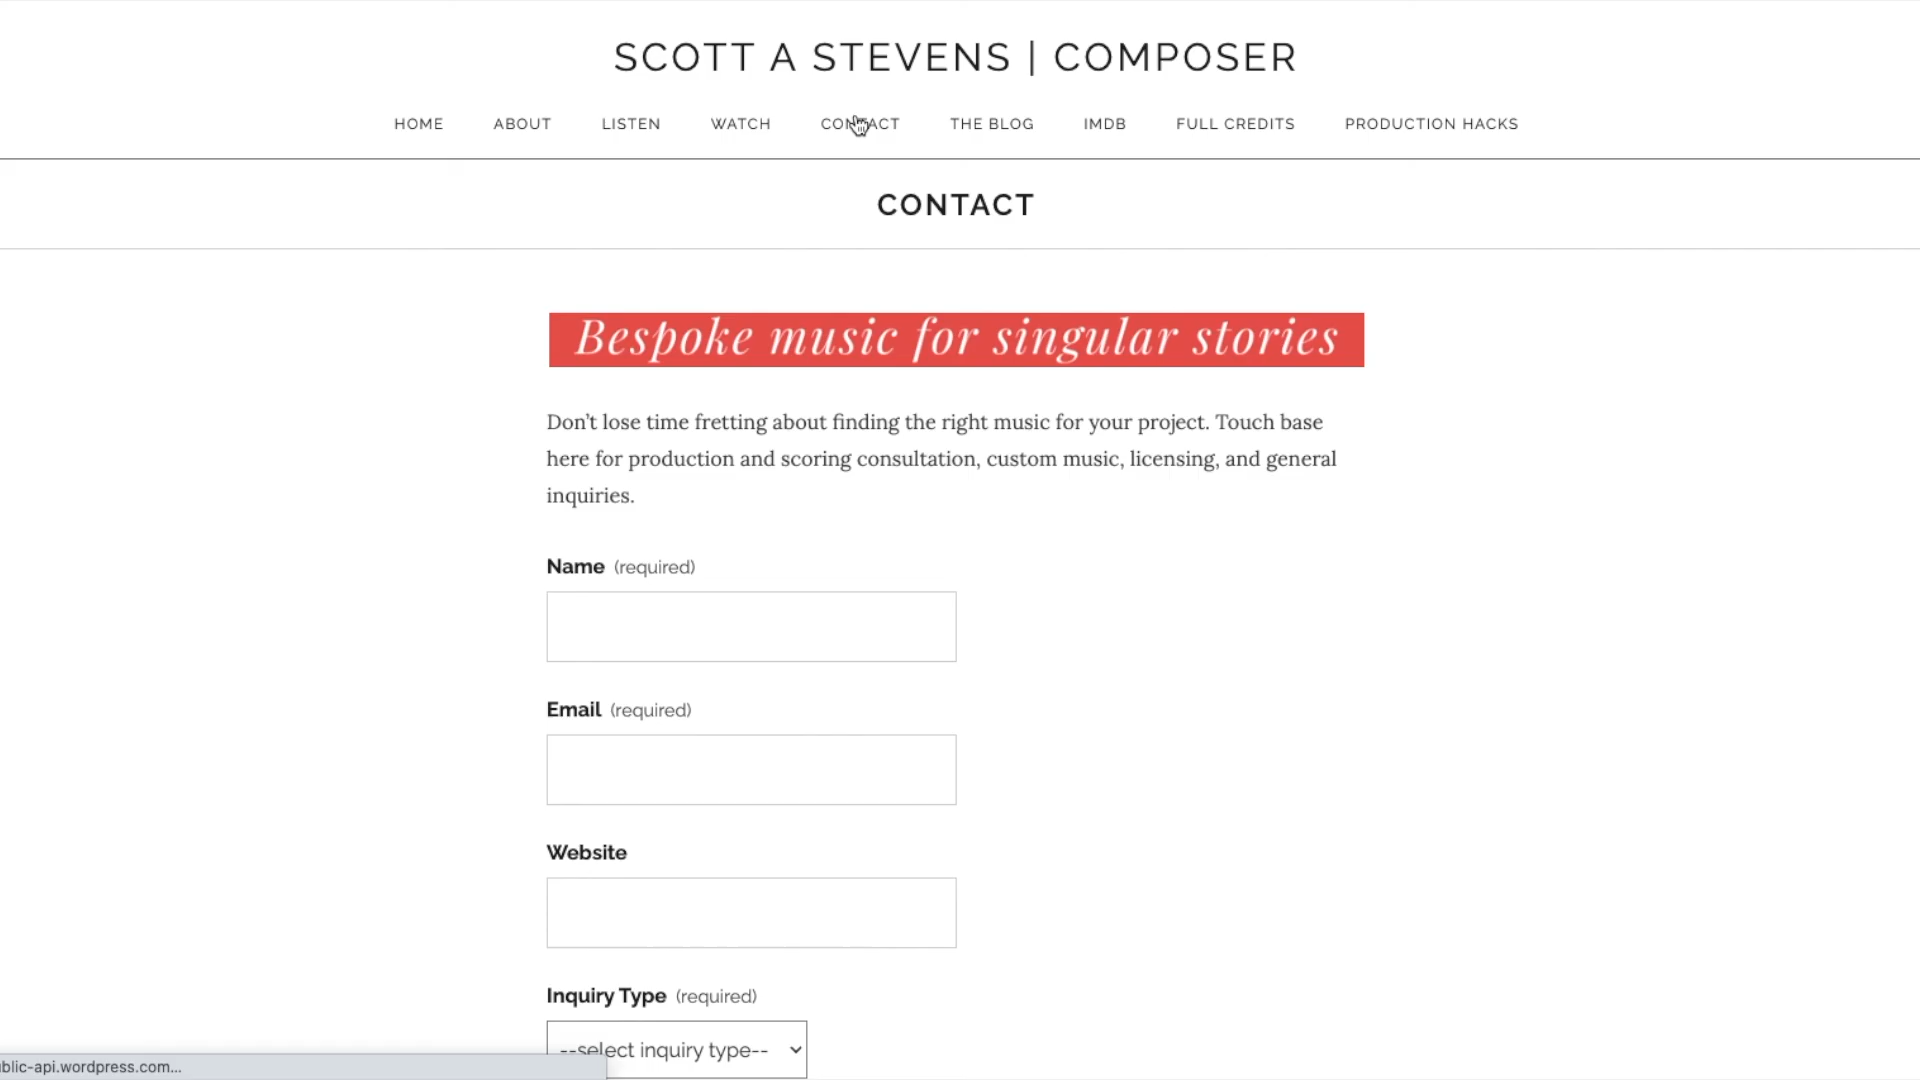 SCOTT A STEVENS | COMPOSER
HOME ABOUT LISTEN WATCH CONTACT THE BLOG IMDB FULL CREDITS PRODUCTION HACKS
CONTACT
Bespoke music for singular stories
Don’t lose time fretting about finding the right music for your project. Touch base
here for production and scoring consultation, custom music, licensing, and general
inquiries.
Name (required)
Email (required)
Website
Inquiry Type (required)
--select inquiry type--
blic-api.wordpress.com...